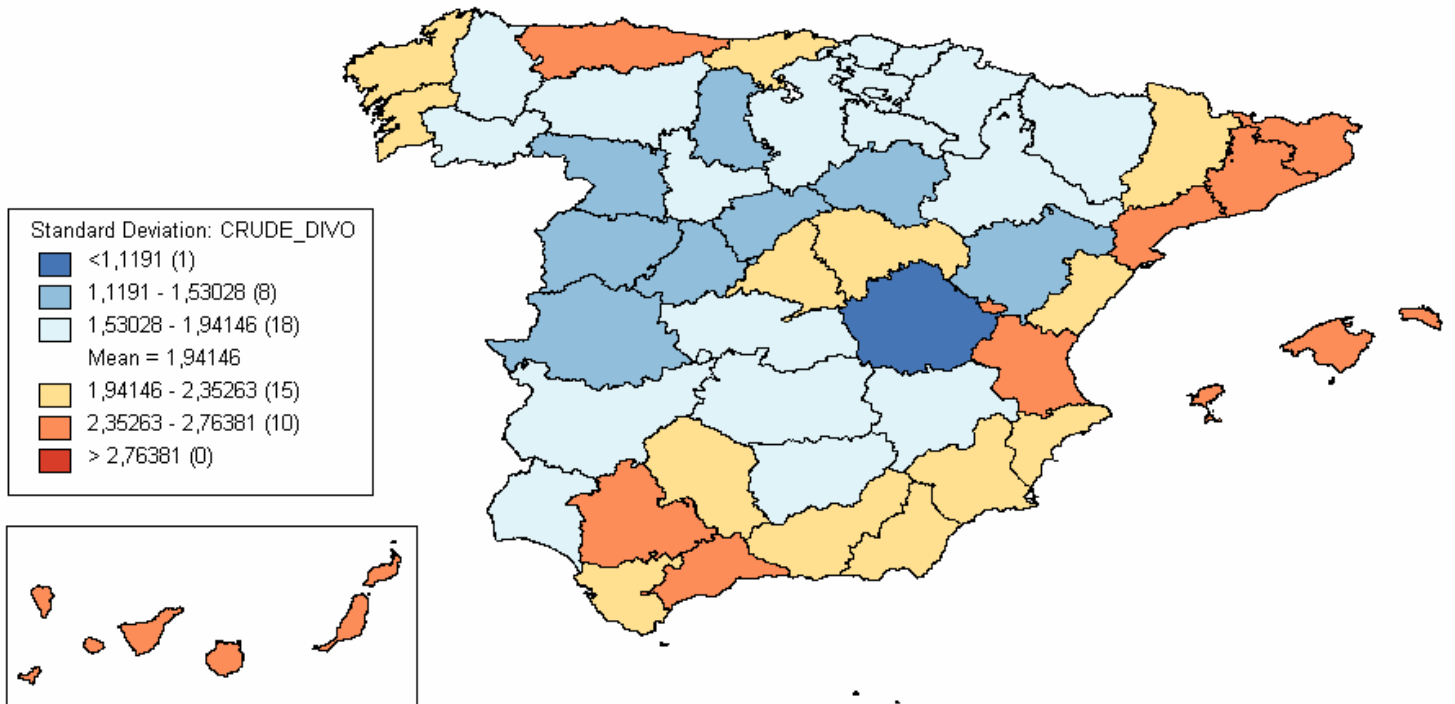 Standard Deviation: CRUDE_DIVO
<1,1191 (1)
1,1191 - 1,53028 (8)
1,53028 - 1,94146 (18)
Mean = 1,94146
1,94146 - 2,35263 (15)
2,35263 - 2,76381 (10)
> 2,76381 (0)